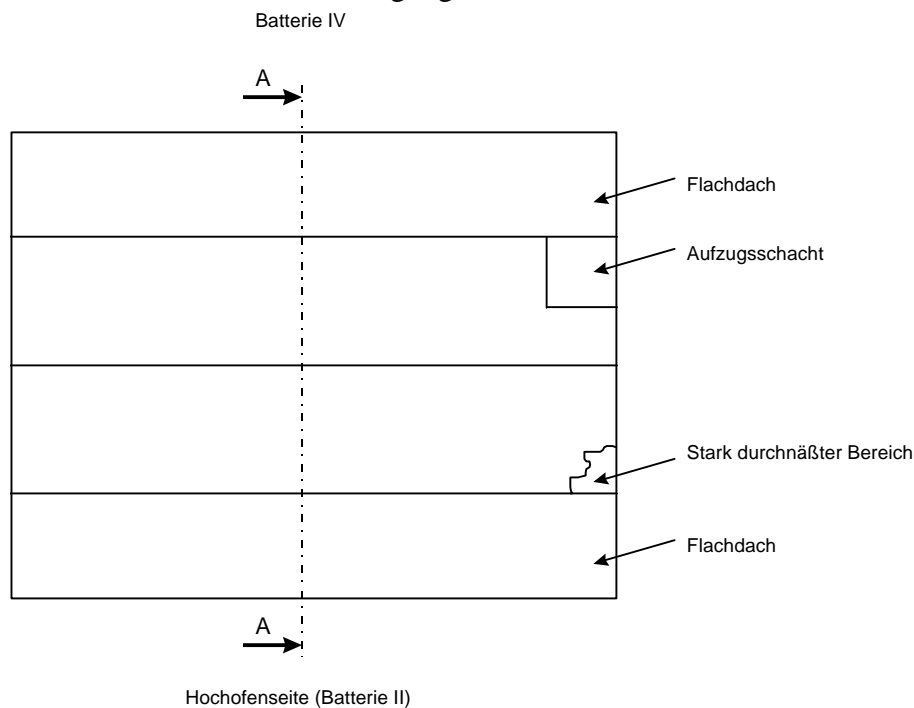 Batterie IV
A
Flachdach
Aufzugsschacht
Stark durchnäßter Bereich
Flachdach
A
Hochofenseite (Batterie II)